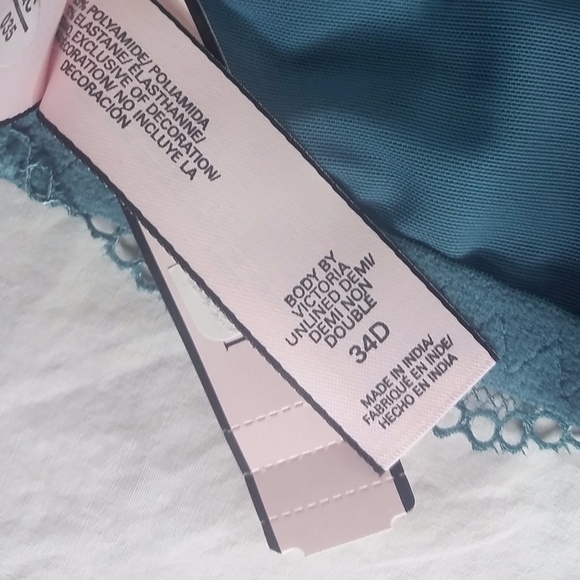 035
POLYAMIDE/ POLIAMIDA
ELASTANE/ ELASTHANNE/
EXCLUSIVE OF DECORATION/
DECORATION/ NO INCLUYE LA
DECORACIÓN
BODY BY
VICTORIA
UNLINED DEMI/
DEMI NON
DOUBLÉ
34D
MADE IN INDIA/
FABRIQUÉ EN INDE/
HECHO EN INDIA